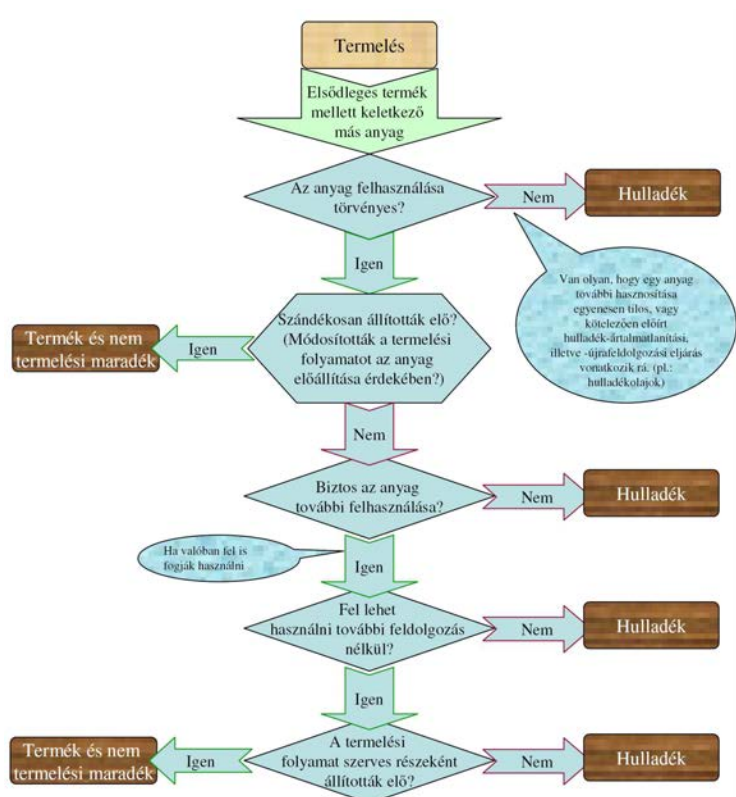 Termelés
Elsődleges termék
mellett keletkező
más anyag
Az anyag felhasználása
törvényes?
Nem
Hulladék
Igen
Van olyan, hogy egy anyag
további hasznosítása
egyenesen tilos, vagy
kötelezően előírt
hulladék-ártalmatlanítási,
illetve -újrafeldolgozási eljárás
vonatkozik rá. (pl.:
hulladékolajok)
Szándékosan állították elő?
(Módosították a termelési
folyamatot az anyag
előállítása érdekében?)
Igen
Termék és nem
termelési maradék
Nem
Biztos az anyag
további felhasználása?
Nem
Hulladék
Ha valóban fel is
fogják használni
Igen
Fel lehet
használni további feldolgozás
nélkül?
Nem
Hulladék
Igen
A termelési
folyamat szerves részeként
állították elő?
Igen
Termék és nem
termelési maradék
Nem
Hulladék